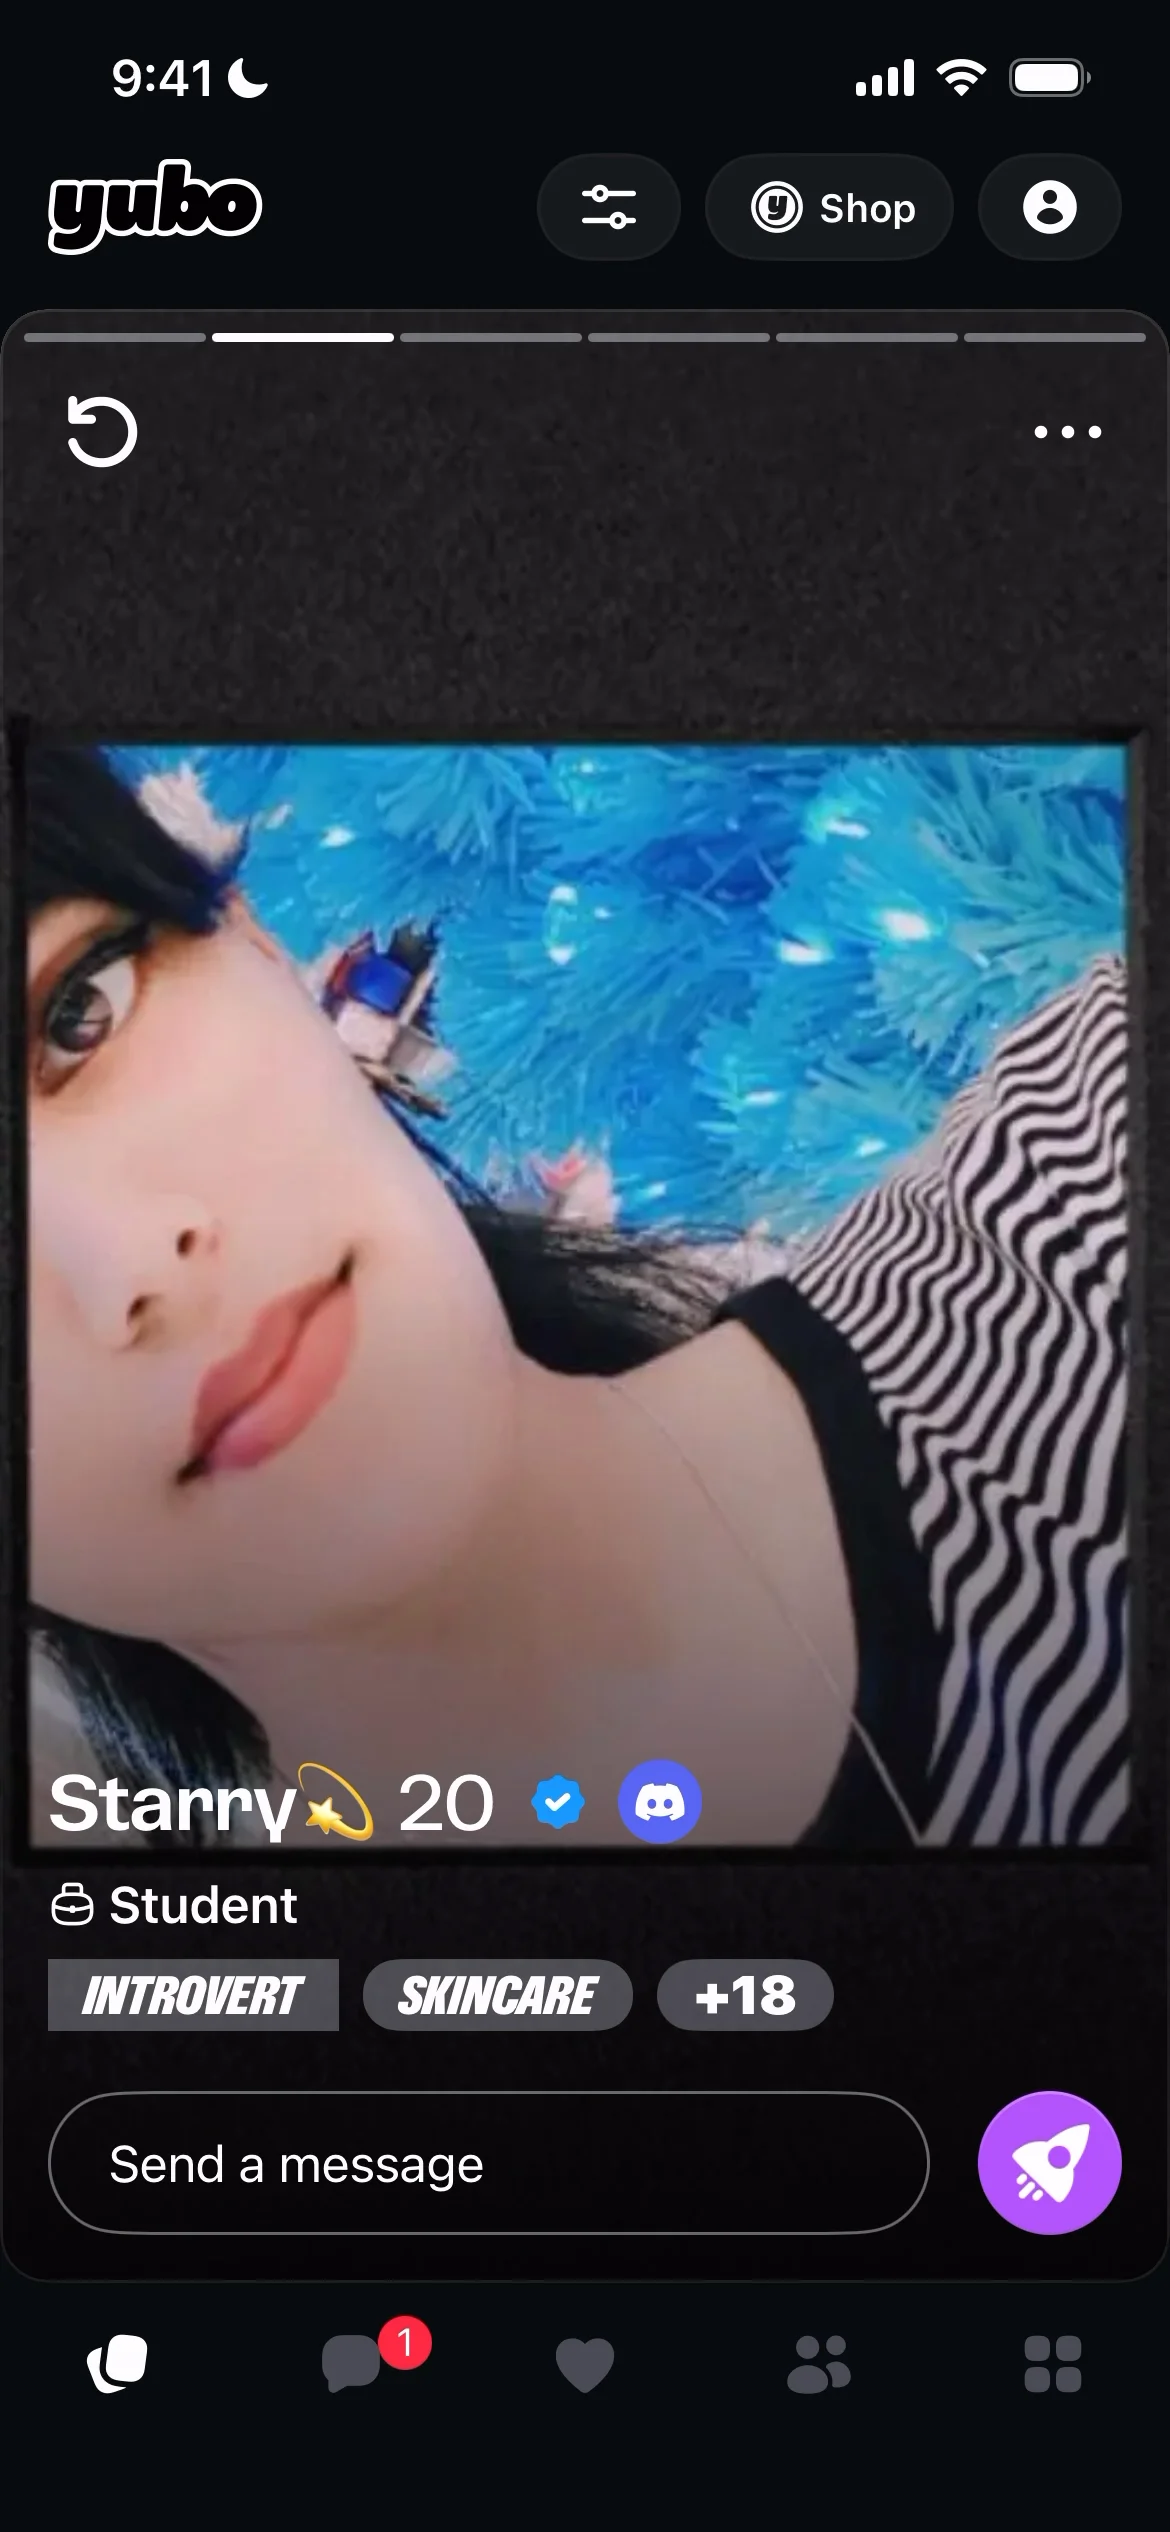 9:41
yubo
Shop
Starry💫 20
Student
INTROVERT SKINCARE +18
Send a message
1